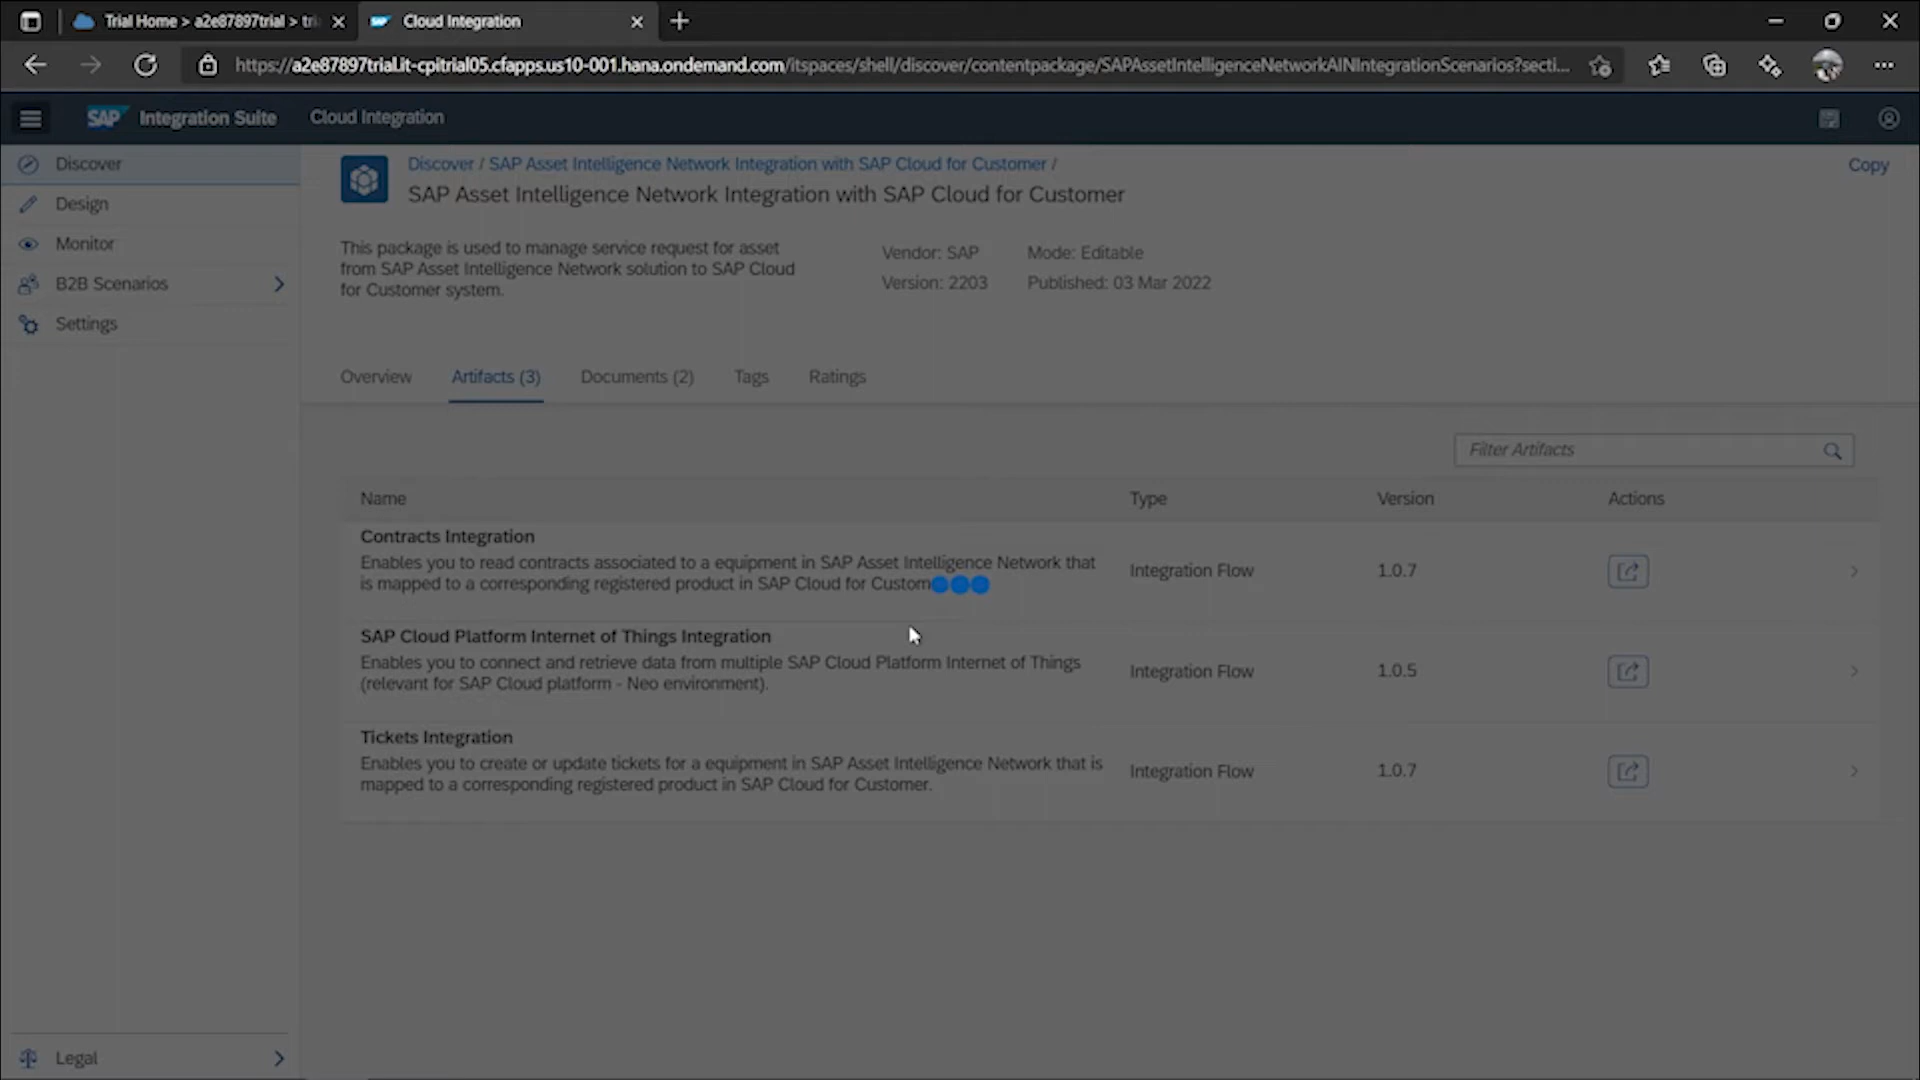 Trial Home > a2e87897trial > tri
Cloud Integration
https://a2e87897trial.it-cpitrial05.cfapps.us10-001.hana.ondemand.com/itspaces/shell/discover/contentpackage/SAPAssetIntelligenceNetworkAINIntegrationScenarios?secti...
SAP Integration Suite Cloud Integration
Discover
Design
Monitor
B2B Scenarios
Settings
Legal
Discover / SAP Asset Intelligence Network Integration with SAP Cloud for Customer /
Copy
SAP Asset Intelligence Network Integration with SAP Cloud for Customer
This package is used to manage service request for asset
from SAP Asset Intelligence Network solution to SAP Cloud
for Customer system.
Vendor: SAP Mode: Editable
Version: 2203 Published: 03 Mar 2022
Overview Artifacts (3) Documents (2) Tags Ratings
Filter Artifacts
Name Type Version Actions
Contracts Integration
Enables you to read contracts associated to a equipment in SAP Asset Intelligence Network that
is mapped to a corresponding registered product in SAP Cloud for Custom
Integration Flow 1.0.7
SAP Cloud Platform Internet of Things Integration
Enables you to connect and retrieve data from multiple SAP Cloud Platform Internet of Things
(relevant for SAP Cloud platform - Neo environment).
Integration Flow 1.0.5
Tickets Integration
Enables you to create or update tickets for a equipment in SAP Asset Intelligence Network that is
mapped to a corresponding registered product in SAP Cloud for Customer.
Integration Flow 1.0.7